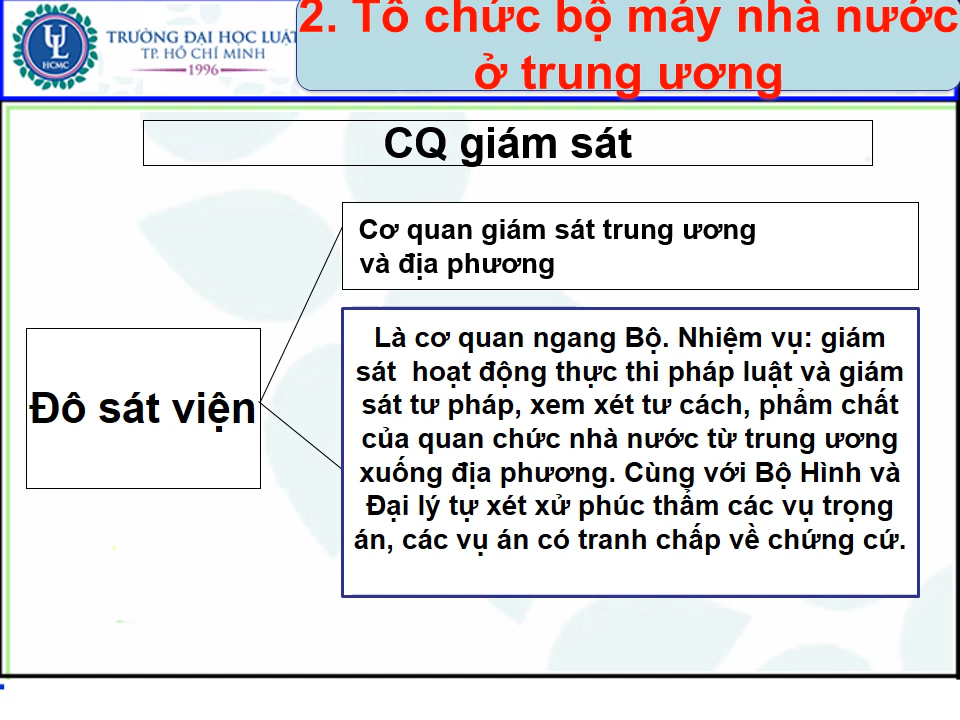 TRƯỜNG ĐẠI HỌC LUẬT
TP. HỒ CHÍ MINH
1996
HCMC
2. Tổ chức bộ máy nhà nước
ở trung ương
CQ giám sát
Cơ quan giám sát trung ương
và địa phương
Đô sát viện
Là cơ quan ngang Bộ. Nhiệm vụ: giám
sát hoạt động thực thi pháp luật và giám
sát tư pháp, xem xét tư cách, phẩm chất
của quan chức nhà nước từ trung ương
xuống địa phương. Cùng với Bộ Hình và
Đại lý tự xét xử phúc thẩm các vụ trọng
án, các vụ án có tranh chấp về chứng cứ.